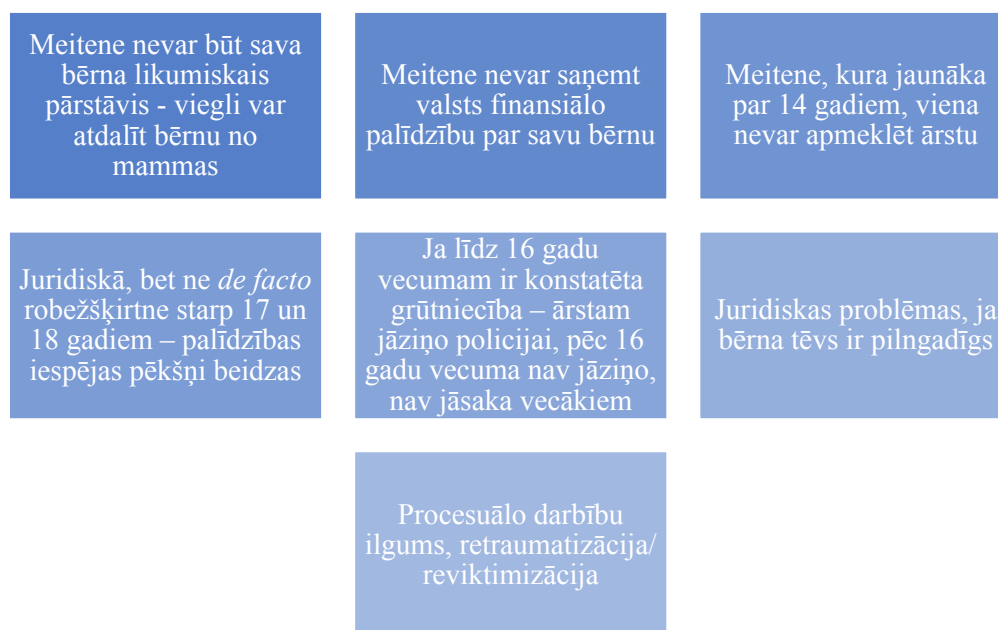 Meitene nevar būt sava
bērna likumiskais
pārstāvis - viegli var
atdalīt bērnu no
mammas
Meitene nevar saņemt
valsts finansiālo
palīdzību par savu bērnu
Meitene, kura jaunāka
par 14 gadiem, viena
nevar apmeklēt ārstu
Juridiskā, bet ne de facto
robežšķirtne starp 17 un
18 gadiem – palīdzības
iespējas pēkšņi beidzas
Ja līdz 16 gadu
vecumam ir konstatēta
grūtniecība – ārstam
jāziņo policijai, pēc 16
gadu vecuma nav jāziņo,
nav jāsaka vecākiem
Juridiskas problēmas, ja
bērna tēvs ir pilngadīgs
Procesuālo darbību
ilgums, retraumatizācija/
reviktimizācija